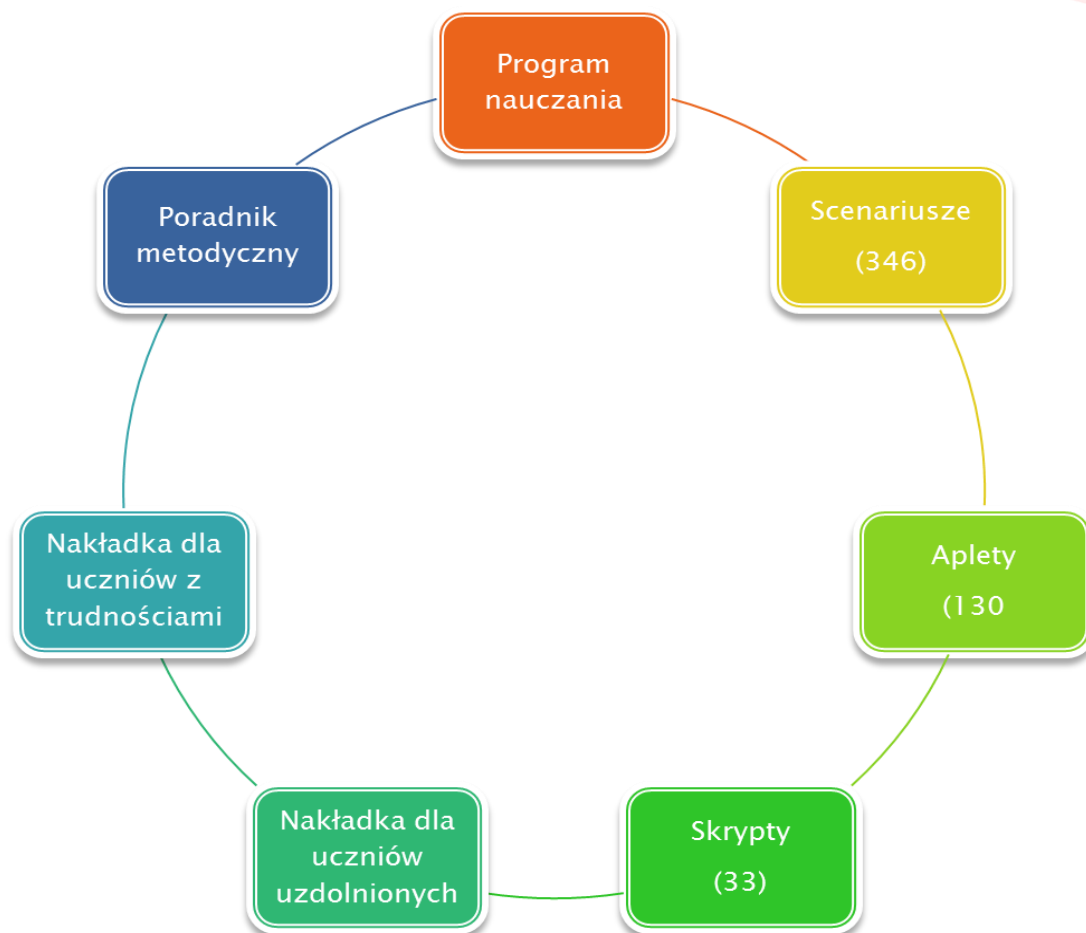 Program
nauczania
Scenariusze
(346)
Aplety
(130
Skrypty
(33)
Nakładka dla
uczniów
uzdolnionych
Nakładka dla
uczniów z
trudnościami
Poradnik
metodyczny